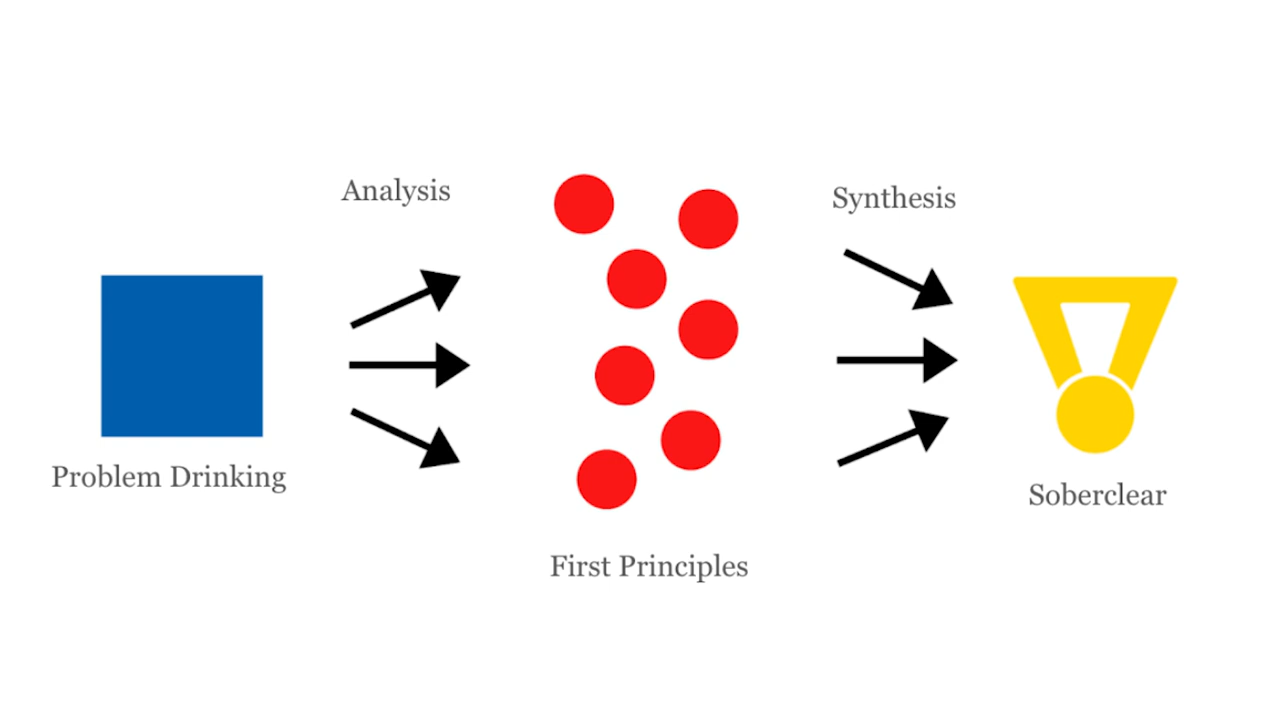 Analysis
Synthesis
Problem Drinking
Soberclear
First Principles